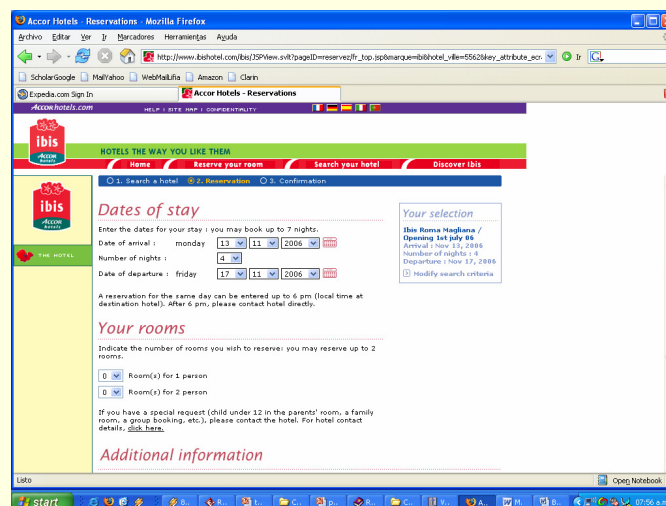 Accor Hotels - Reservations - Mozilla Firefox
Archivo Editar Ver Ir Marcadores Herramientas Ayuda
http://www.ibishotel.com/ibis/JSPView.svlt?pageID=reservez/fr_top.jsp&marque=ibi&hotel_ville=5562&key_attribute_ecr Ir
ScholarGoogle MailYahoo WebMailLifia Amazon Clarin
Expedia.com Sign In Accor Hotels - Reservations
Accorhotels.com HELP | SITE MAP | CONFIDENTIALITY
ibis
ACCOR
hotels
HOTELS THE WAY YOU LIKE THEM
Home Reserve your room Search your hotel Discover Ibis
1. Search a hotel 2. Reservation 3. Confirmation
ibis
ACCOR
hotels
THE HOTEL
Dates of stay
Enter the dates for your stay : you may book up to 7 nights.
Date of arrival : monday 13 11 2006
Number of nights : 4
Date of departure : friday 17 11 2006
A reservation for the same day can be entered up to 6 pm (local time at
destination hotel). After 6 pm, please contact hotel directly.
Your selection
Ibis Roma Magliana /
Opening 1st july 06
Arrival : Nov 13, 2006
Number of nights : 4
Departure : Nov 17, 2006
Modify search criteria
Your rooms
Indicate the number of rooms you wish to reserve: you may reserve up to 2
rooms.
0 Room(s) for 1 person
0 Room(s) for 2 person
If you have a special request (child under 12 in the parents' room, a family
room, a group booking, etc.), please contact the hotel. For hotel contact
details, click here.
Additional information
Listo Open Notebook
start 8.. R.. t.. C.. p.. R.. C.. V.. A.. M. B.. 07:56 a.m